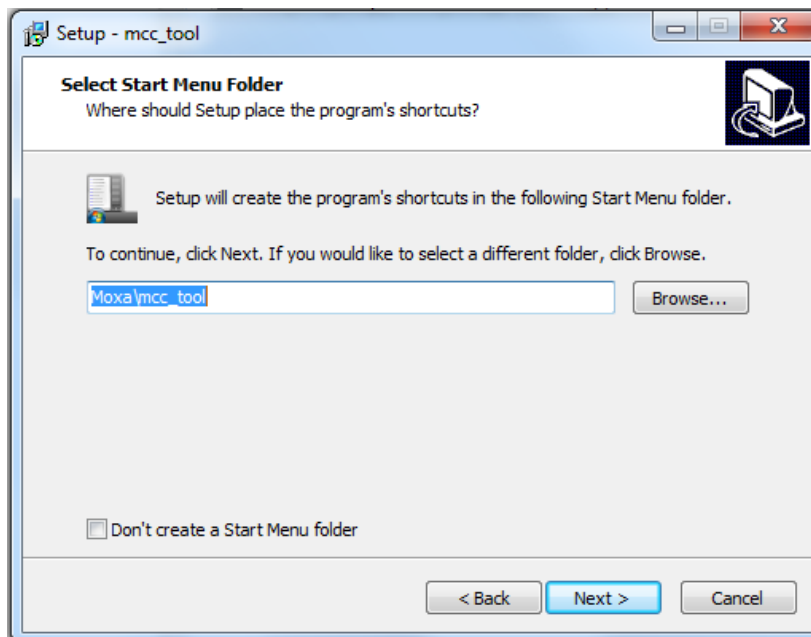 Setup - mcc_tool
Select Start Menu Folder
Where should Setup place the program's shortcuts?
Setup will create the program's shortcuts in the following Start Menu folder.
To continue, click Next. If you would like to select a different folder, click Browse.
Moxa\mcc_tool
Browse...
Don't create a Start Menu folder
< Back
Next >
Cancel